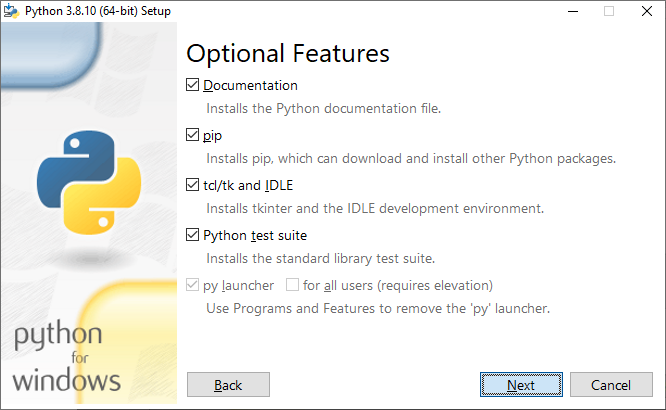 Python 3.8.10 (64-bit) Setup
Optional Features
Documentation
Installs the Python documentation file.
pip
Installs pip, which can download and install other Python packages.
tcl/tk and IDLE
Installs tkinter and the IDLE development environment.
Python test suite
Installs the standard library test suite.
py launcher for all users (requires elevation)
Use Programs and Features to remove the 'py' launcher.
python
for
windows
Back Next Cancel